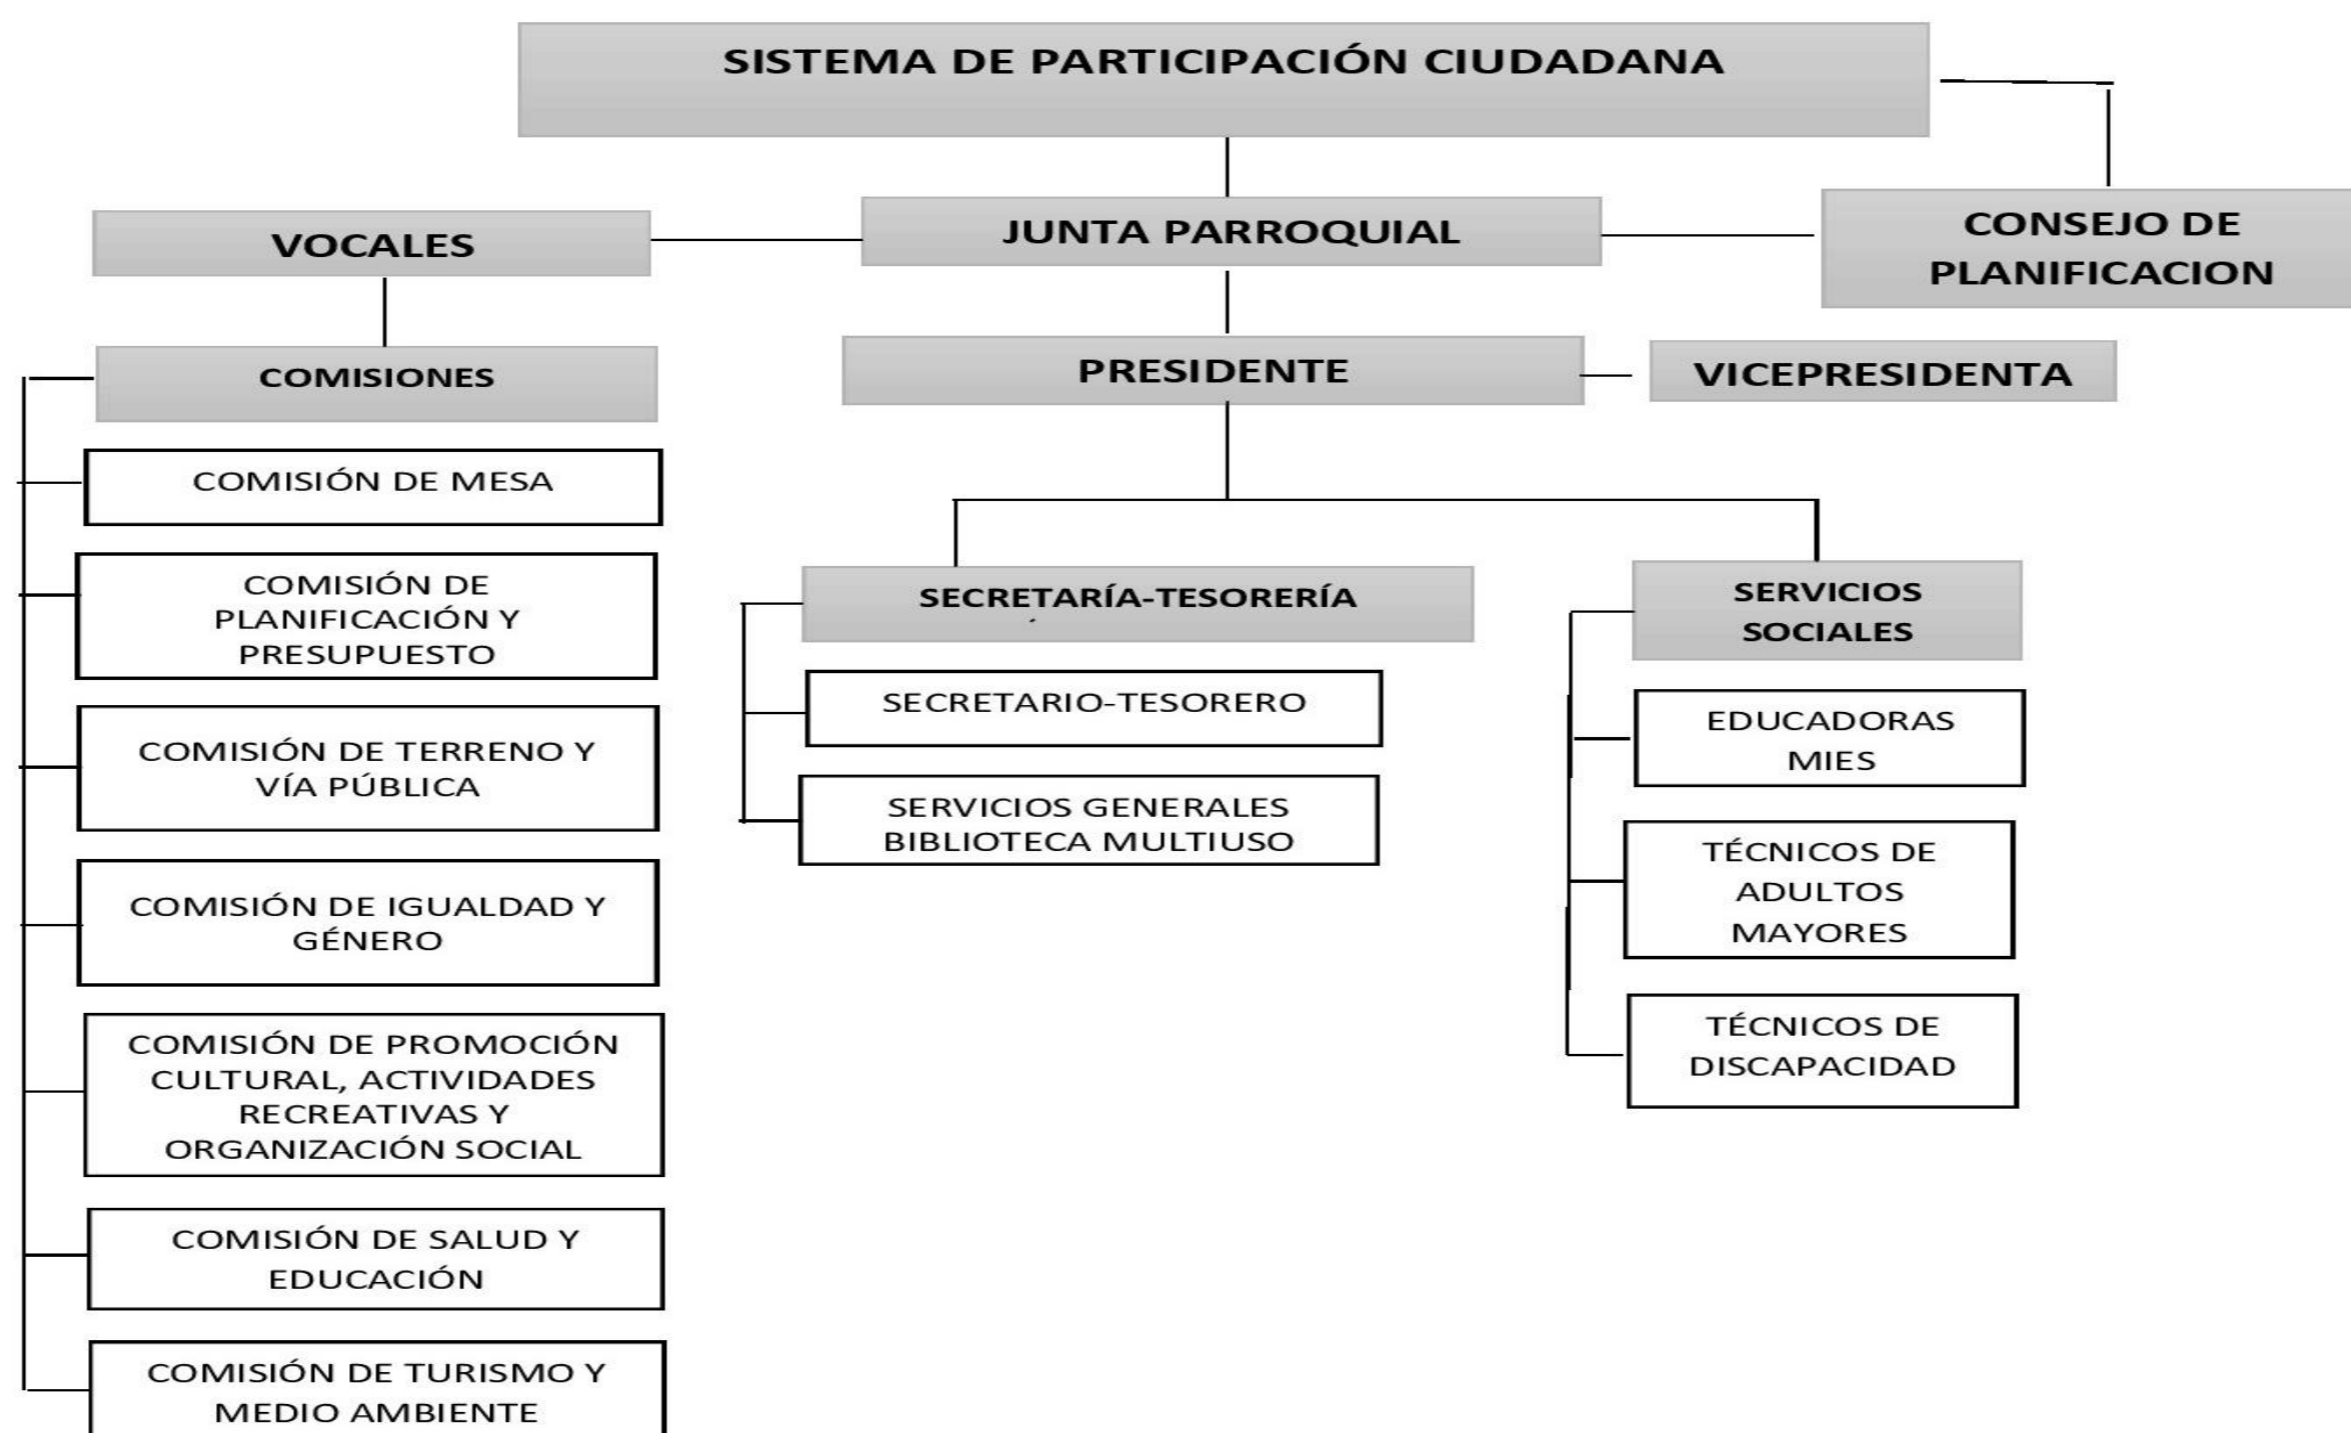 SISTEMA DE PARTICIPACIÓN CIUDADANA
VOCALES
JUNTA PARROQUIAL
CONSEJO DE
PLANIFICACION
COMISIONES
PRESIDENTE
VICEPRESIDENTA
COMISIÓN DE MESA
COMISIÓN DE
PLANIFICACIÓN Y
PRESUPUESTO
COMISIÓN DE TERRENO Y
VÍA PÚBLICA
COMISIÓN DE IGUALDAD Y
GÉNERO
COMISIÓN DE PROMOCIÓN
CULTURAL, ACTIVIDADES
RECREATIVAS Y
ORGANIZACIÓN SOCIAL
COMISIÓN DE SALUD Y
EDUCACIÓN
COMISIÓN DE TURISMO Y
MEDIO AMBIENTE
SECRETARÍA-TESORERÍA
SECRETARIO-TESORERO
SERVICIOS GENERALES
BIBLIOTECA MULTIUSO
SERVICIOS
SOCIALES
EDUCADORAS
MIES
TÉCNICOS DE
ADULTOS
MAYORES
TÉCNICOS DE
DISCAPACIDAD